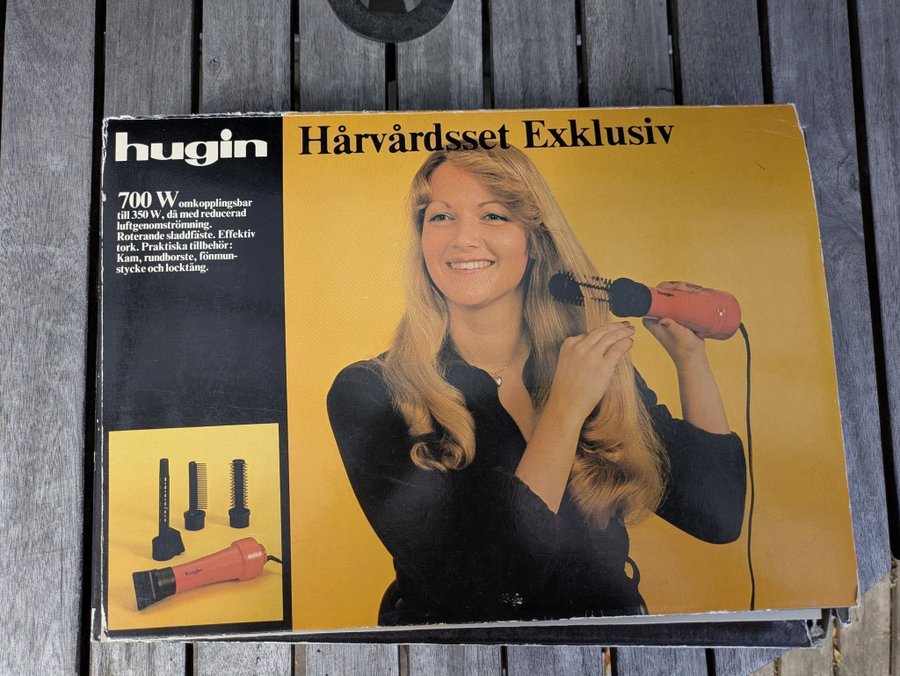 hugin
Hårvårdsset Exklusiv
700 W omkopplingsbar
till 350 W, då med reducerad
luftgenomströmning.
Roterande sladdfäste. Effektiv
tork. Praktiska tillbehör:
Kam, rundborste, fönmun-
stycke och locktång.
hugin
hugin